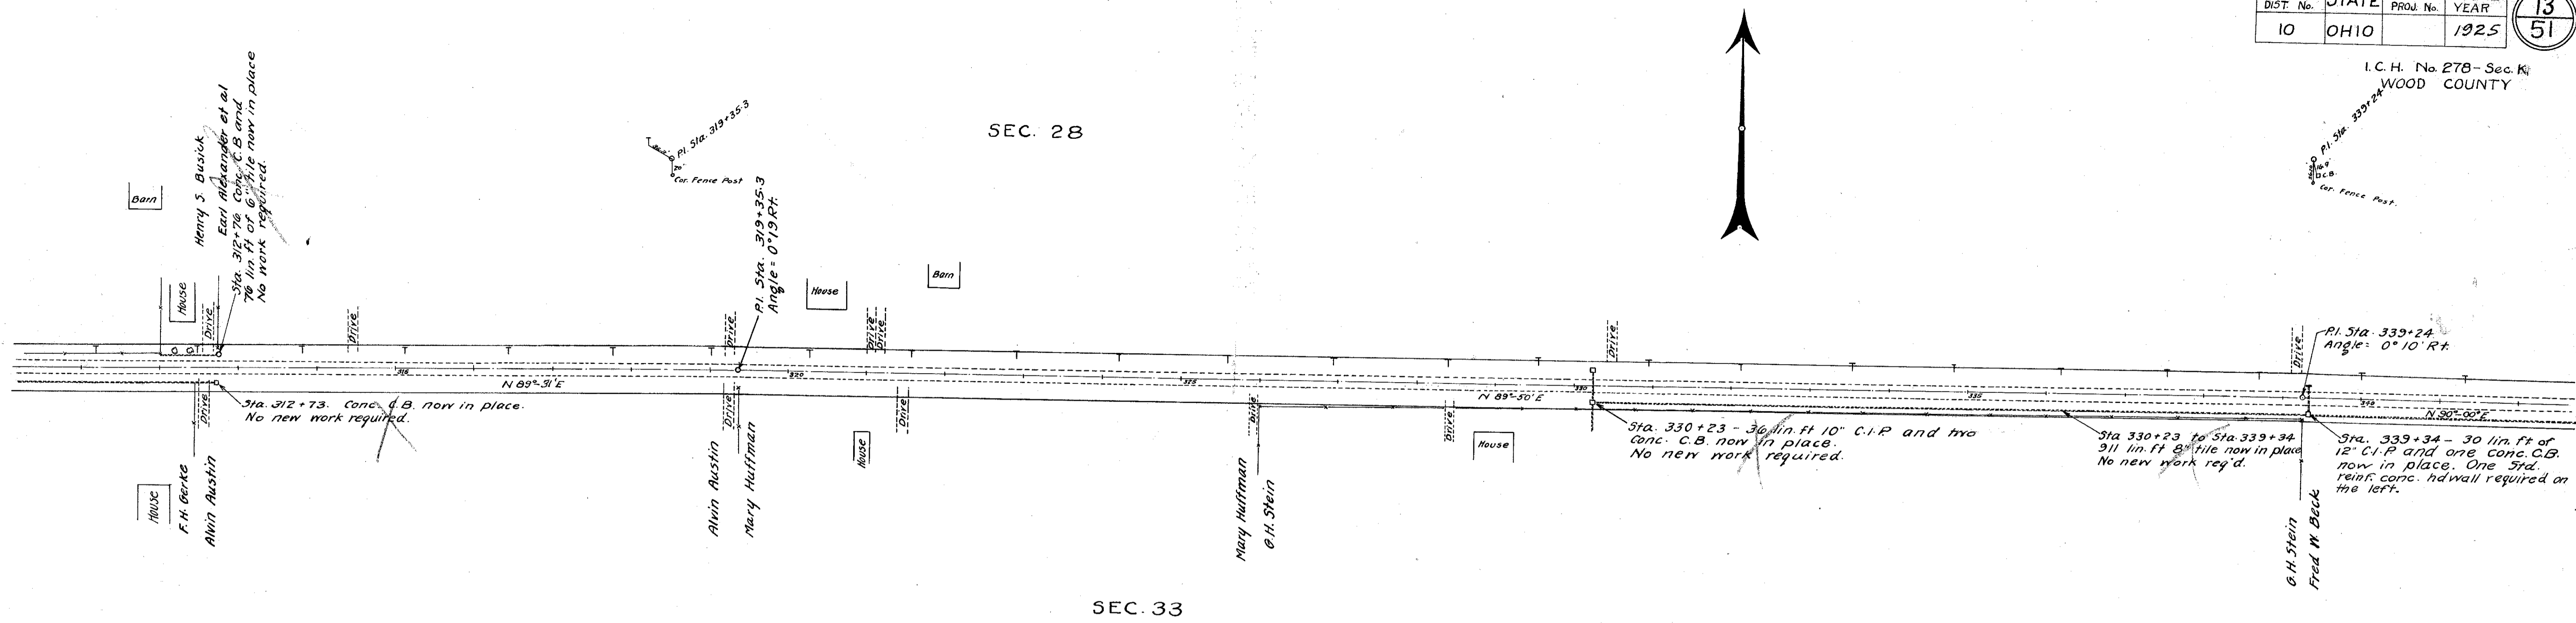 DIST. No. STATE PROJ. No. YEAR
10 OHIO 1925
13
51
I. C. H. No. 278 - Sec. K,
WOOD COUNTY
SEC. 28
Henry S. Busick
Earl Alexander et al
Sta. 312+76 Conc. C.B and
76 lin. ft of 6" tile now in place
No work required.
Barn
House
Drive
Drive
P.I. Sta. 319+35.3
20'
Cor. Fence Post
P.I. Sta. 319+35.3
Angle = 0°19' Rt.
Drive
House
Drive
Drive
Barn
Drive
P.I. Sta. 339+24
16.9'
C.B.
Cor. Fence Post.
Drive
P.I. Sta. 339+24
Angle = 0° 10' Rt.
315
320
325
330
335
340
N 89°-31'E
N 89°-50'E
N 90°-00'E
Drive
Sta. 312+73. Conc. C.B. now in place.
No new work required.
Drive
Drive
Drive
Drive
House
House
House
Sta. 330+23 - 36 lin. ft 10" C.I.P. and two
Conc. C.B. now in place.
No new work required.
Sta 330+23 to Sta. 339+34
911 lin. ft 8" tile now in place
No new work req'd.
Sta. 339+34 - 30 lin. ft of
12" C.I.P. and one conc. C.B.
now in place. One Std.
reinf. conc. hdwall required on
the left.
F.H. Gerke
Alvin Austin
Alvin Austin
Mary Huffman
Mary Huffman
G.H. Stein
G.H. Stein
Fred W. Beck
SEC. 33